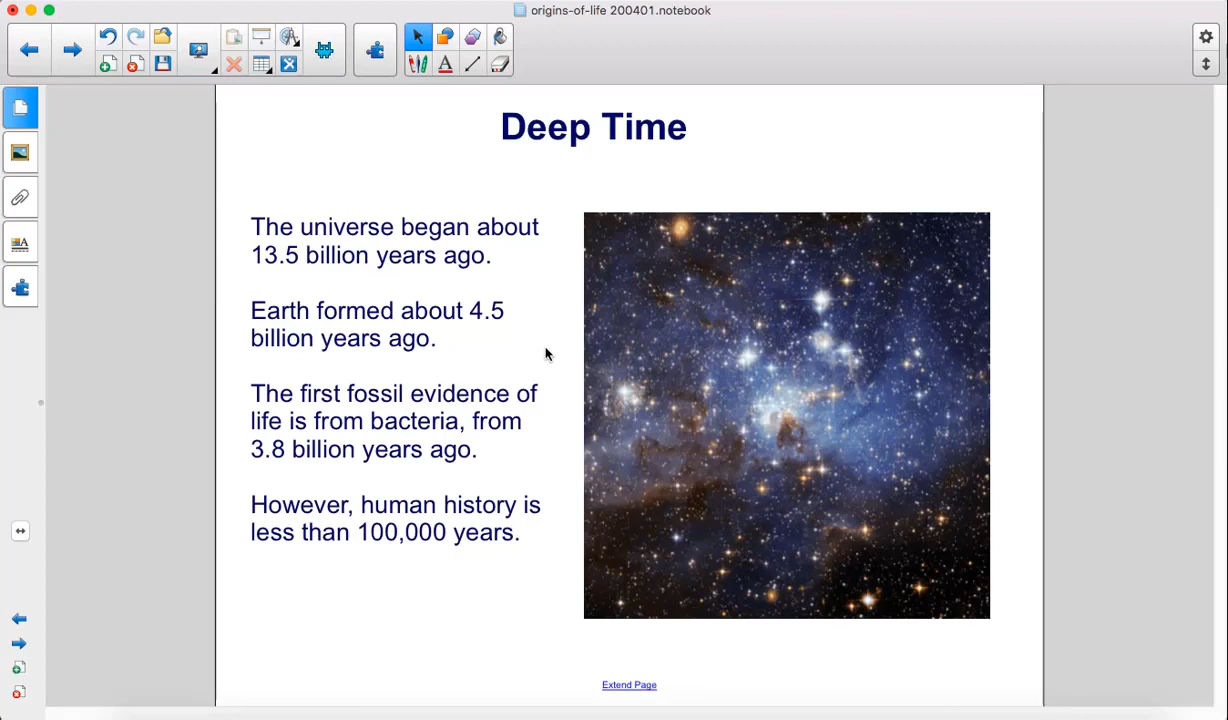 origins-of-life 200401.notebook
Deep Time
The universe began about
13.5 billion years ago.
Earth formed about 4.5
billion years ago.
The first fossil evidence of
life is from bacteria, from
3.8 billion years ago.
However, human history is
less than 100,000 years.
Extend Page